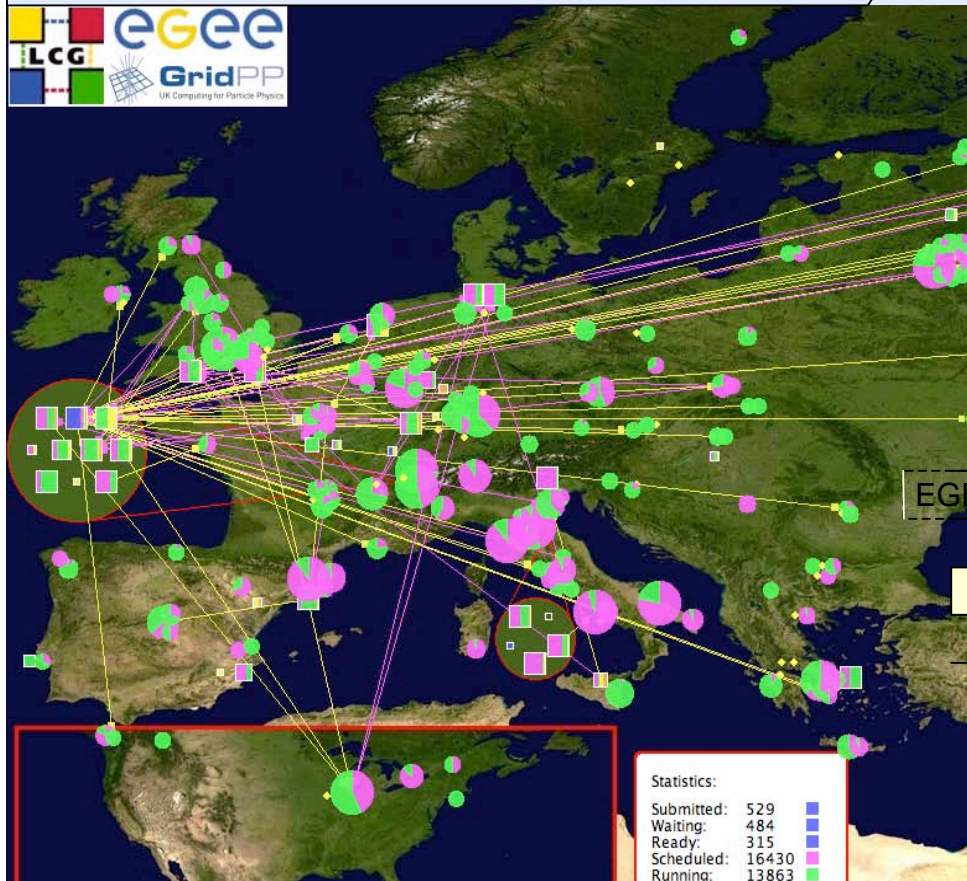 LCG
egee
GridPP
UK Computing for Particle Physics
EG
Statistics:
Submitted: 529
Waiting: 484
Ready: 315
Scheduled: 16430
Running: 13863